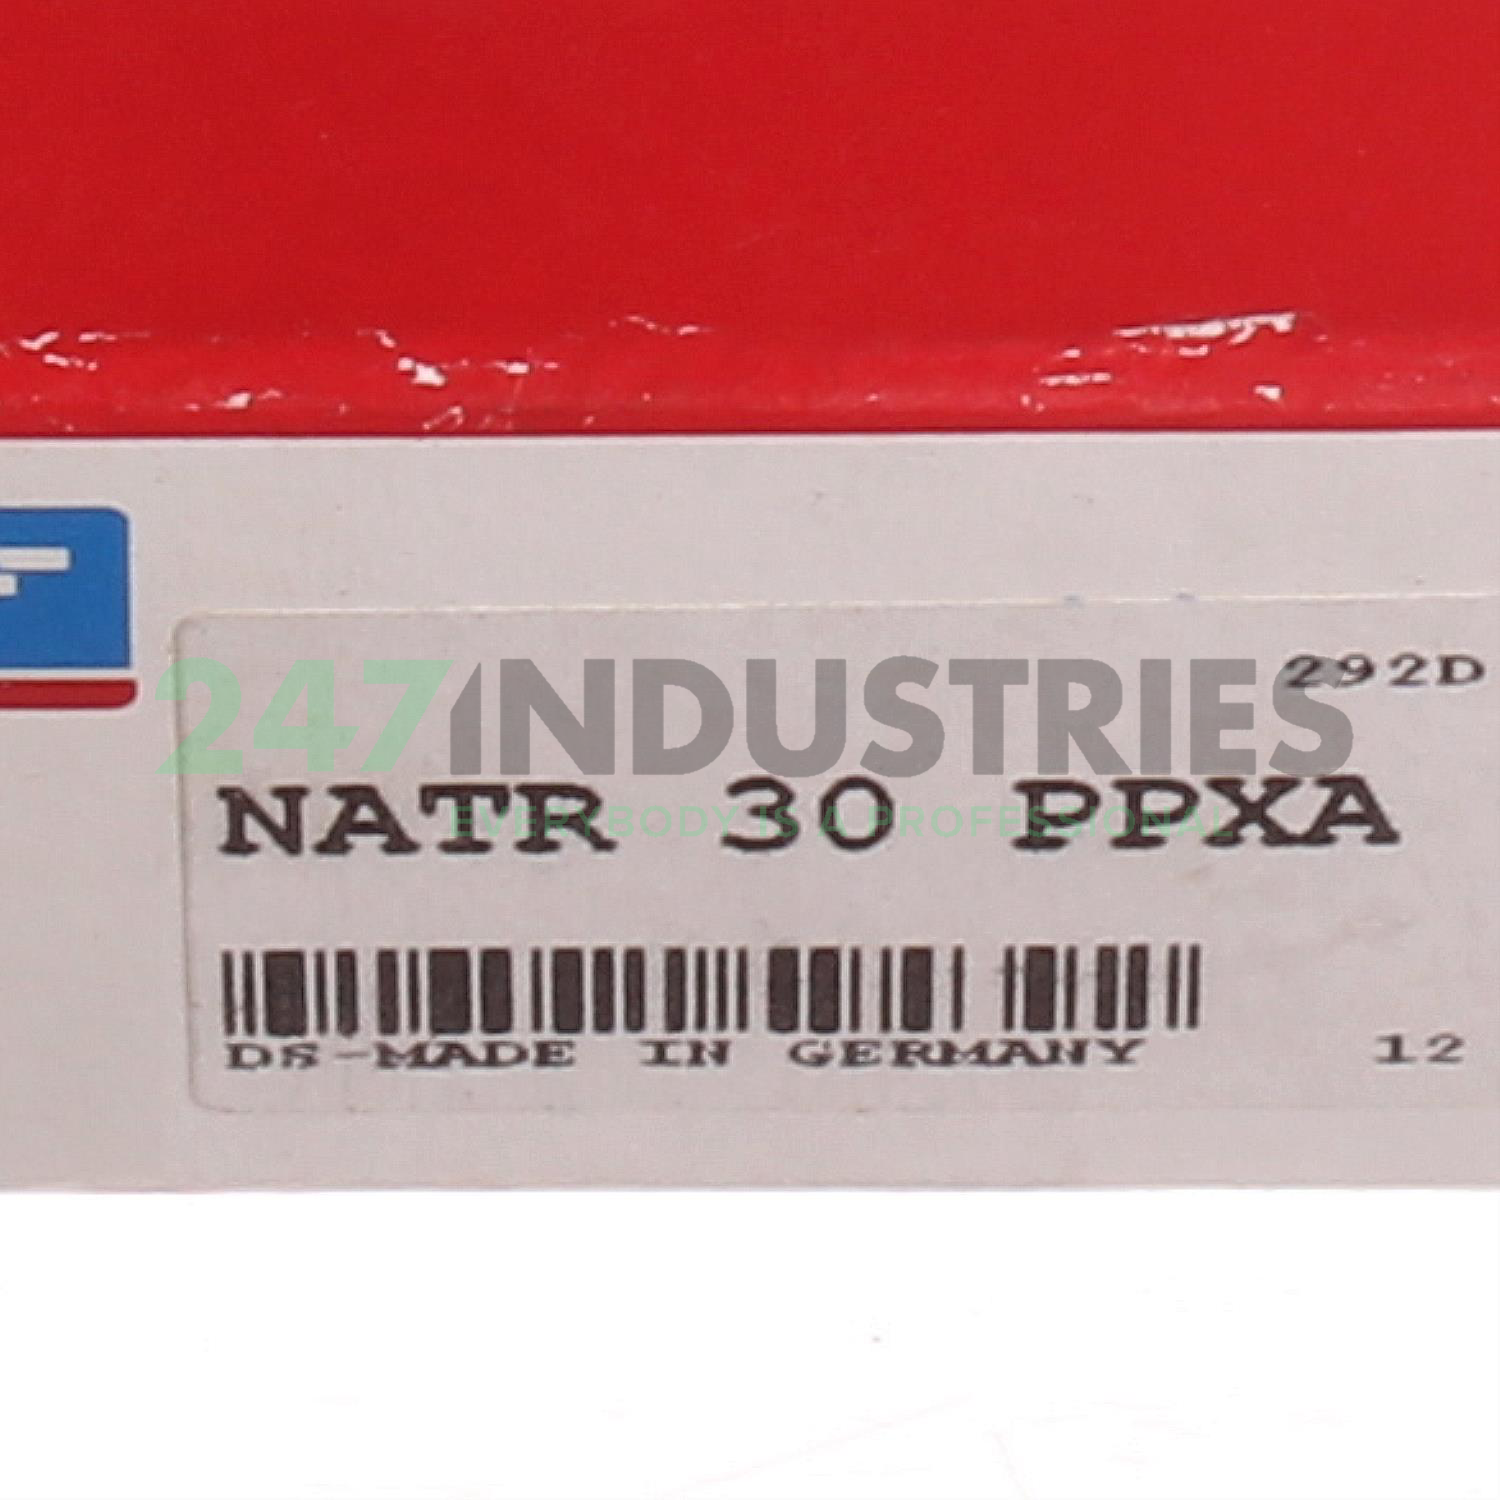 292D
247INDUSTRIES
NATR 30 PPXA
EVERYBODY IS A PROFESSIONAL
DS-MADE IN GERMANY
12